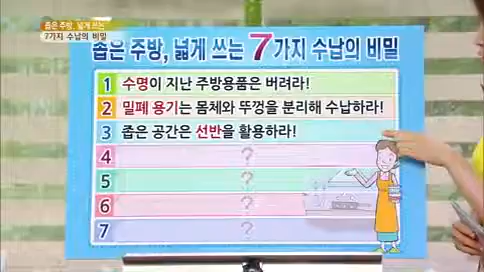 좁은 주방, 넓게 쓰는
7가지 수납의 비밀
좁은 주방, 넓게 쓰는 7가지 수납의 비밀
1 수명이 지난 주방용품은 버려라!
2 밀폐 용기는 몸체와 뚜껑을 분리해 수납하라!
3 좁은 공간은 선반을 활용하라!
4 ?
5 ?
6 ?
7 ?